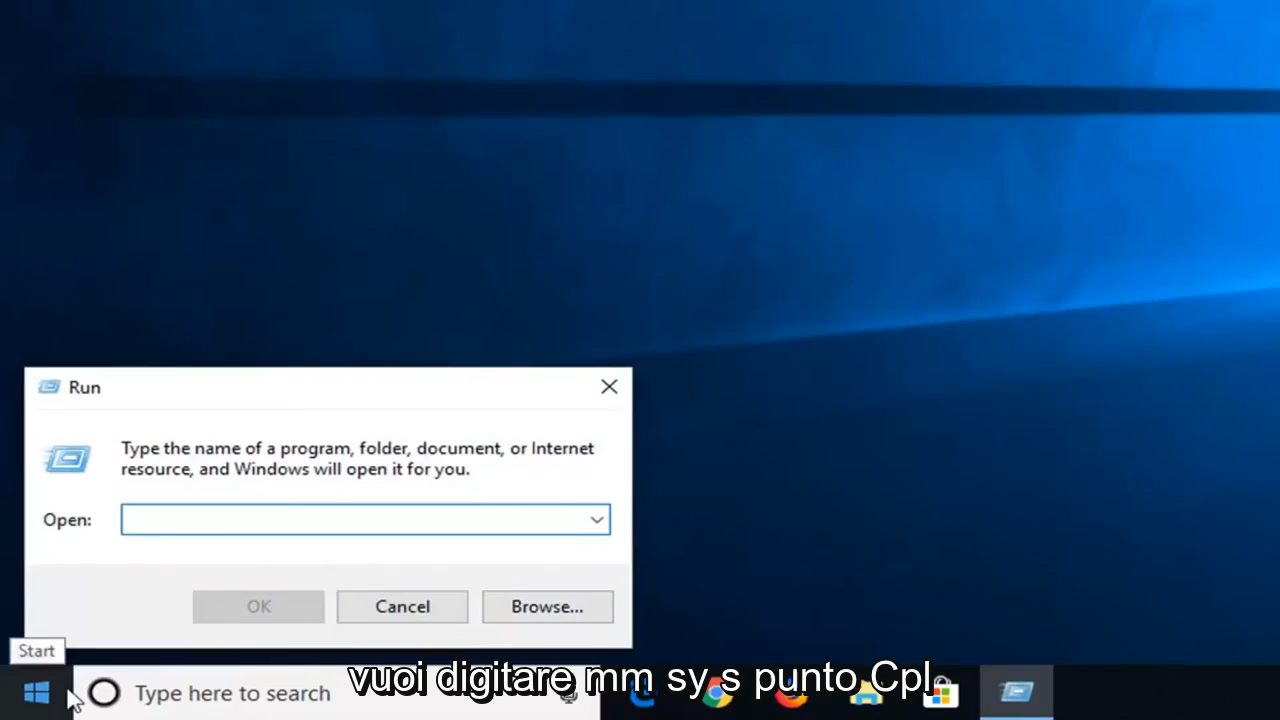 Run
Type the name of a program, folder, document, or Internet
resource, and Windows will open it for you.
Open:
OK
Cancel
Browse...
Start
Type here to search
vuoi digitare mm sy s punto Cpl